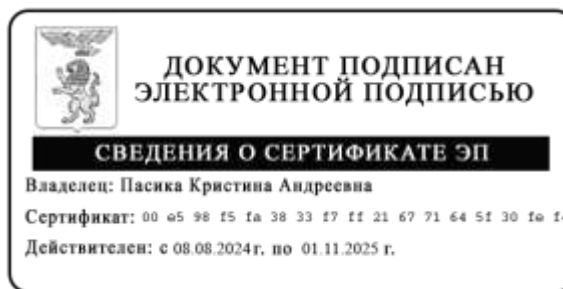 ДОКУМЕНТ ПОДПИСАН
ЭЛЕКТРОННОЙ ПОДПИСЬЮ
СВЕДЕНИЯ О СЕРТИФИКАТЕ ЭП
Владелец: Пасика Кристина Андреевна
Сертификат: 00 e5 98 f5 fa 38 33 f7 ff 21 67 71 64 5f 30 fe
Действителен: с 08.08.2024 г. по 01.11.2025 г.